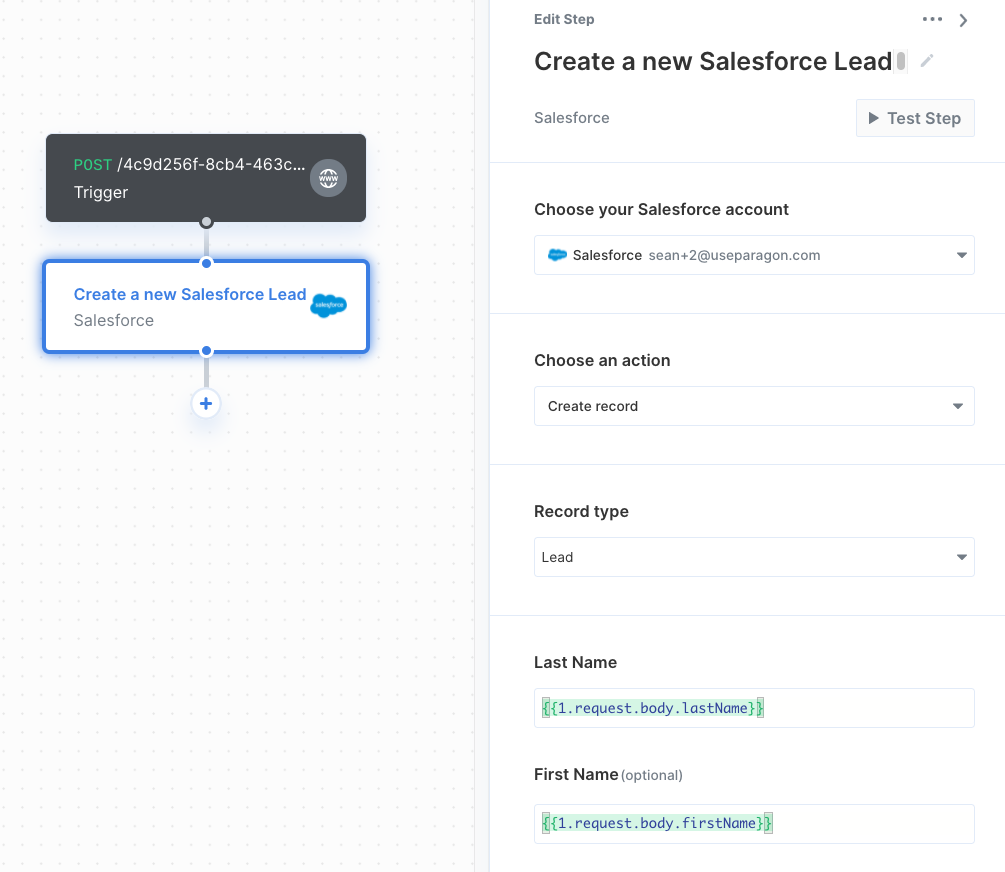 POST /4c9d256f-8cb4-463c...
Trigger
www
Create a new Salesforce Lead
Salesforce
salesforce
Edit Step
Create a new Salesforce Lead
Salesforce
Test Step
Choose your Salesforce account
Salesforce sean+2@useparagon.com
Choose an action
Create record
Record type
Lead
Last Name
{{1.request.body.lastName}}
First Name (optional)
{{1.request.body.firstName}}